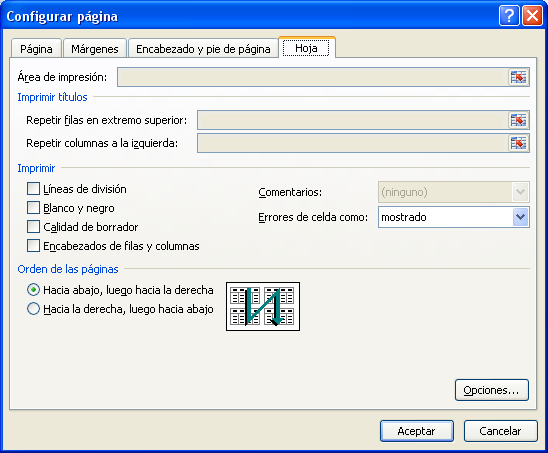 Configurar página
Página Márgenes Encabezado y pie de página Hoja
Área de impresión:
Imprimir títulos
Repetir filas en extremo superior:
Repetir columnas a la izquierda:
Imprimir
Líneas de división Comentarios: (ninguno)
Blanco y negro Errores de celda como: mostrado
Calidad de borrador
Encabezados de filas y columnas
Orden de las páginas
Hacia abajo, luego hacia la derecha
Hacia la derecha, luego hacia abajo
Opciones...
Aceptar Cancelar